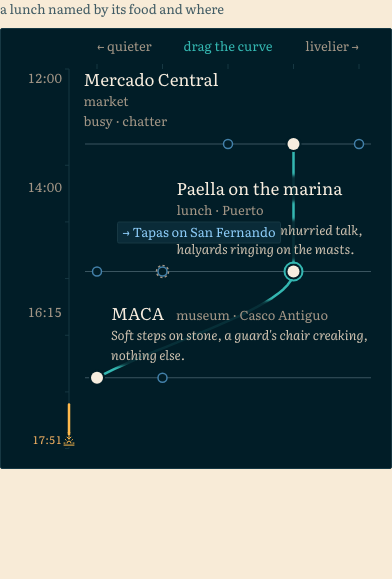 a lunch named by its food and where
← quieter drag the curve livelier →
12:00 Mercado Central
market
busy · chatter
14:00 Paella on the marina
lunch · Puerto
→ Tapas on San Fernando nhurried talk,
halyards ringing on the masts.
16:15 MACA museum · Casco Antiguo
Soft steps on stone, a guard's chair creaking,
nothing else.
17:51